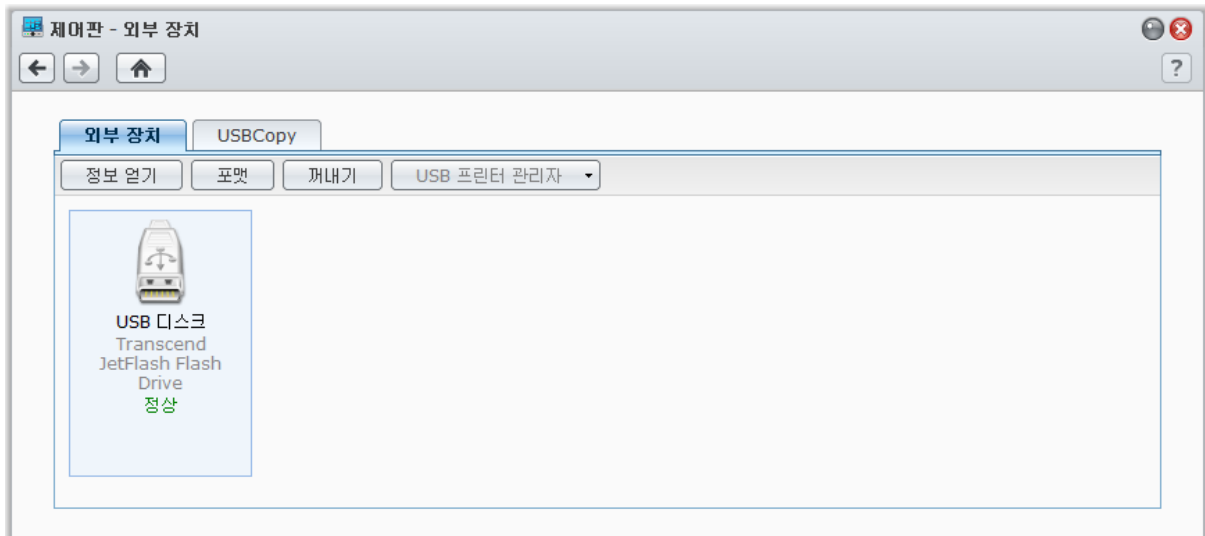 제어판 - 외부 장치
?
외부 장치 USBCopy
정보 얻기 포맷 꺼내기 USB 프린터 관리자
USB 디스크
Transcend
JetFlash Flash
Drive
정상